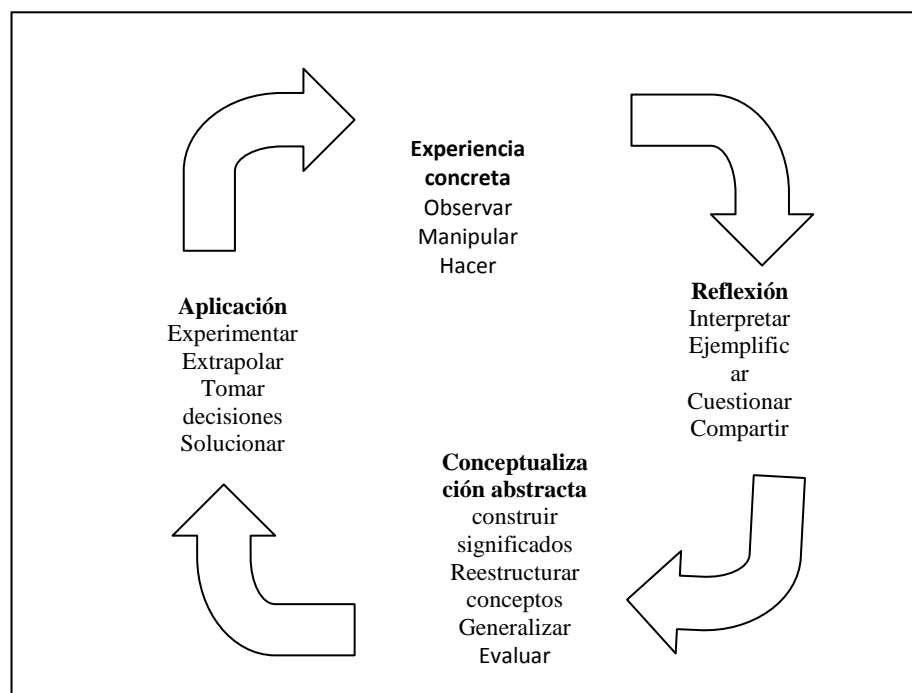 Experiencia
concreta
Observar
Manipular
Hacer
Reflexión
Interpretar
Ejemplific
ar
Cuestionar
Compartir
Conceptualiza
ción abstracta
construir
significados
Reestructurar
conceptos
Generalizar
Evaluar
Aplicación
Experimentar
Extrapolar
Tomar
decisiones
Solucionar